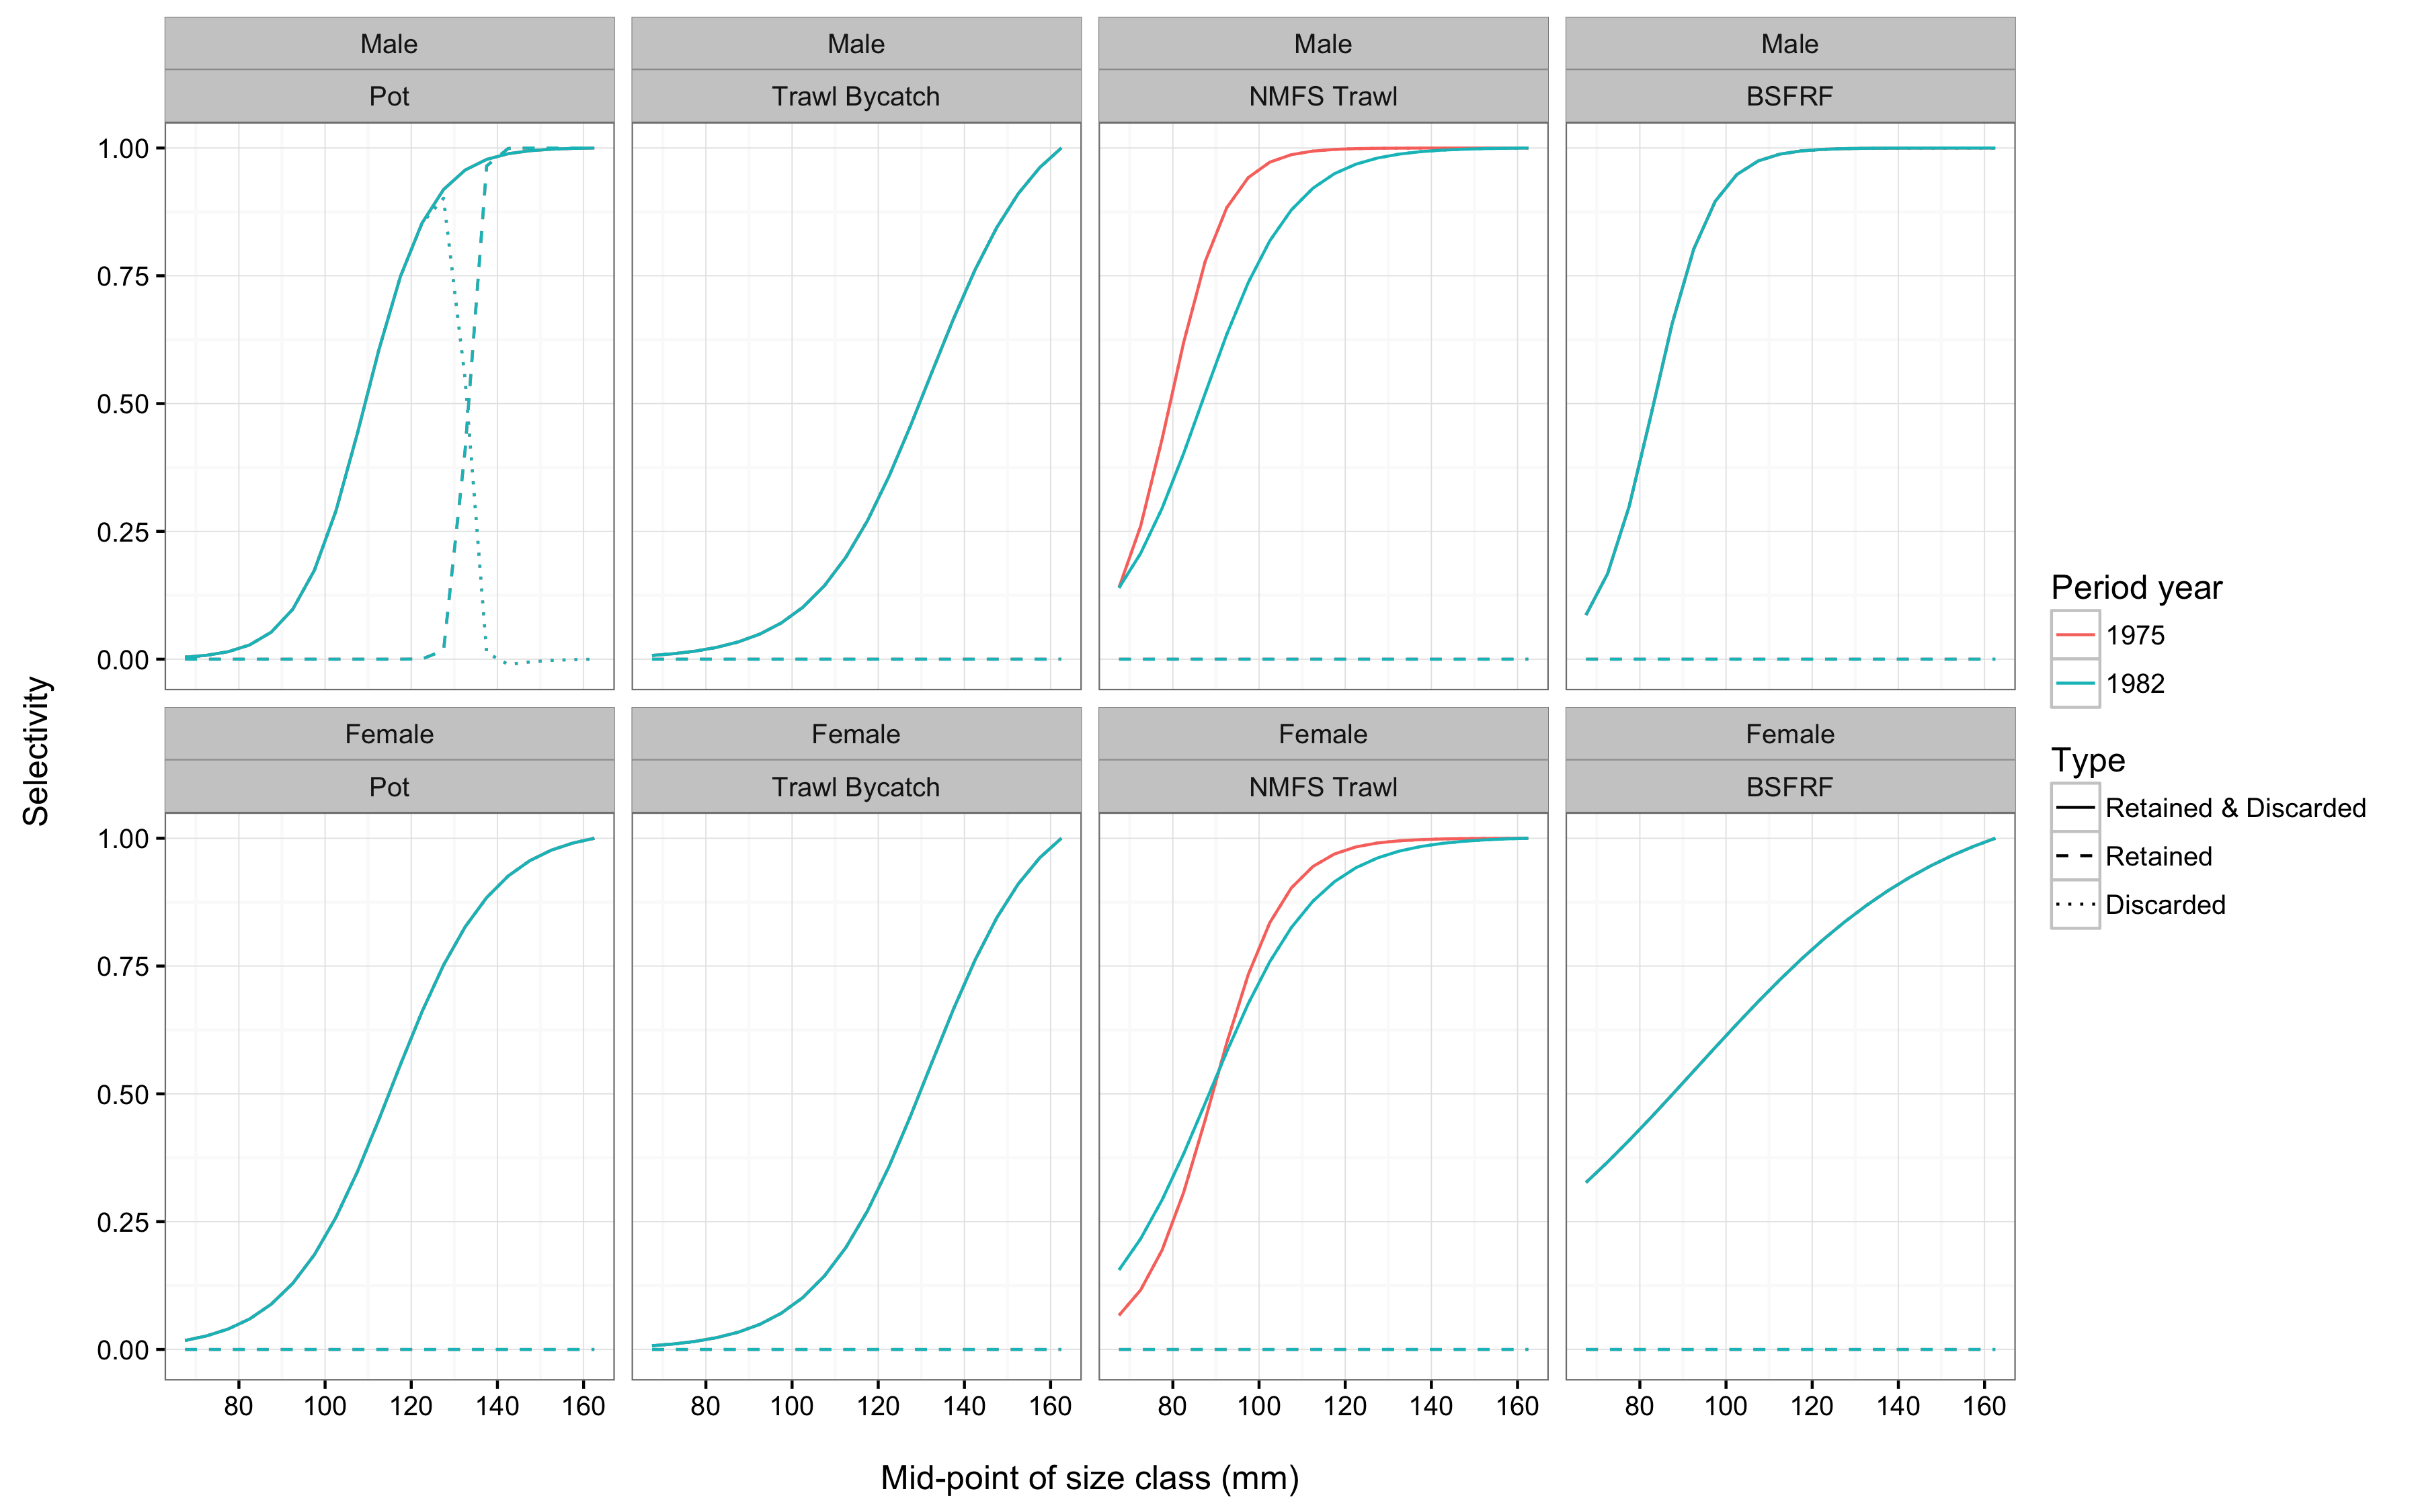 Male Male Male Male
Pot Trawl Bycatch NMFS Trawl BSFRF
1.00
0.75
0.50
0.25
0.00
Female Female Female Female
Pot Trawl Bycatch NMFS Trawl BSFRF
1.00
0.75
0.50
0.25
0.00
80 100 120 140 160 80 100 120 140 160 80 100 120 140 160 80 100 120 140 160
Mid-point of size class (mm)
Selectivity
Period year
1975
1982
Type
Retained & Discarded
Retained
Discarded